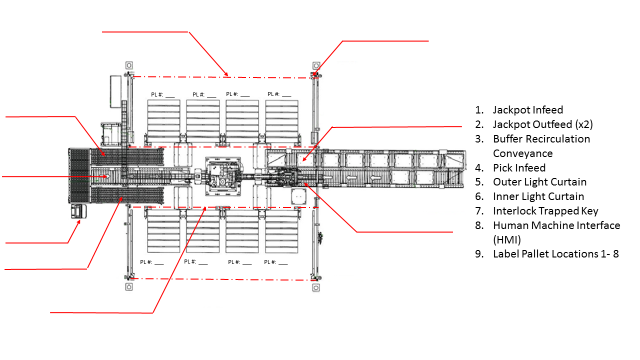 PL #: ___ PL #: ___ PL #: ___ PL #: ___
1. Jackpot Infeed
2. Jackpot Outfeed (x2)
3. Buffer Recirculation
Conveyance
4. Pick Infeed
5. Outer Light Curtain
6. Inner Light Curtain
7. Interlock Trapped Key
8. Human Machine Interface
(HMI)
9. Label Pallet Locations 1- 8
PL #: ___ PL #: ___ PL #: ___ PL #: ___